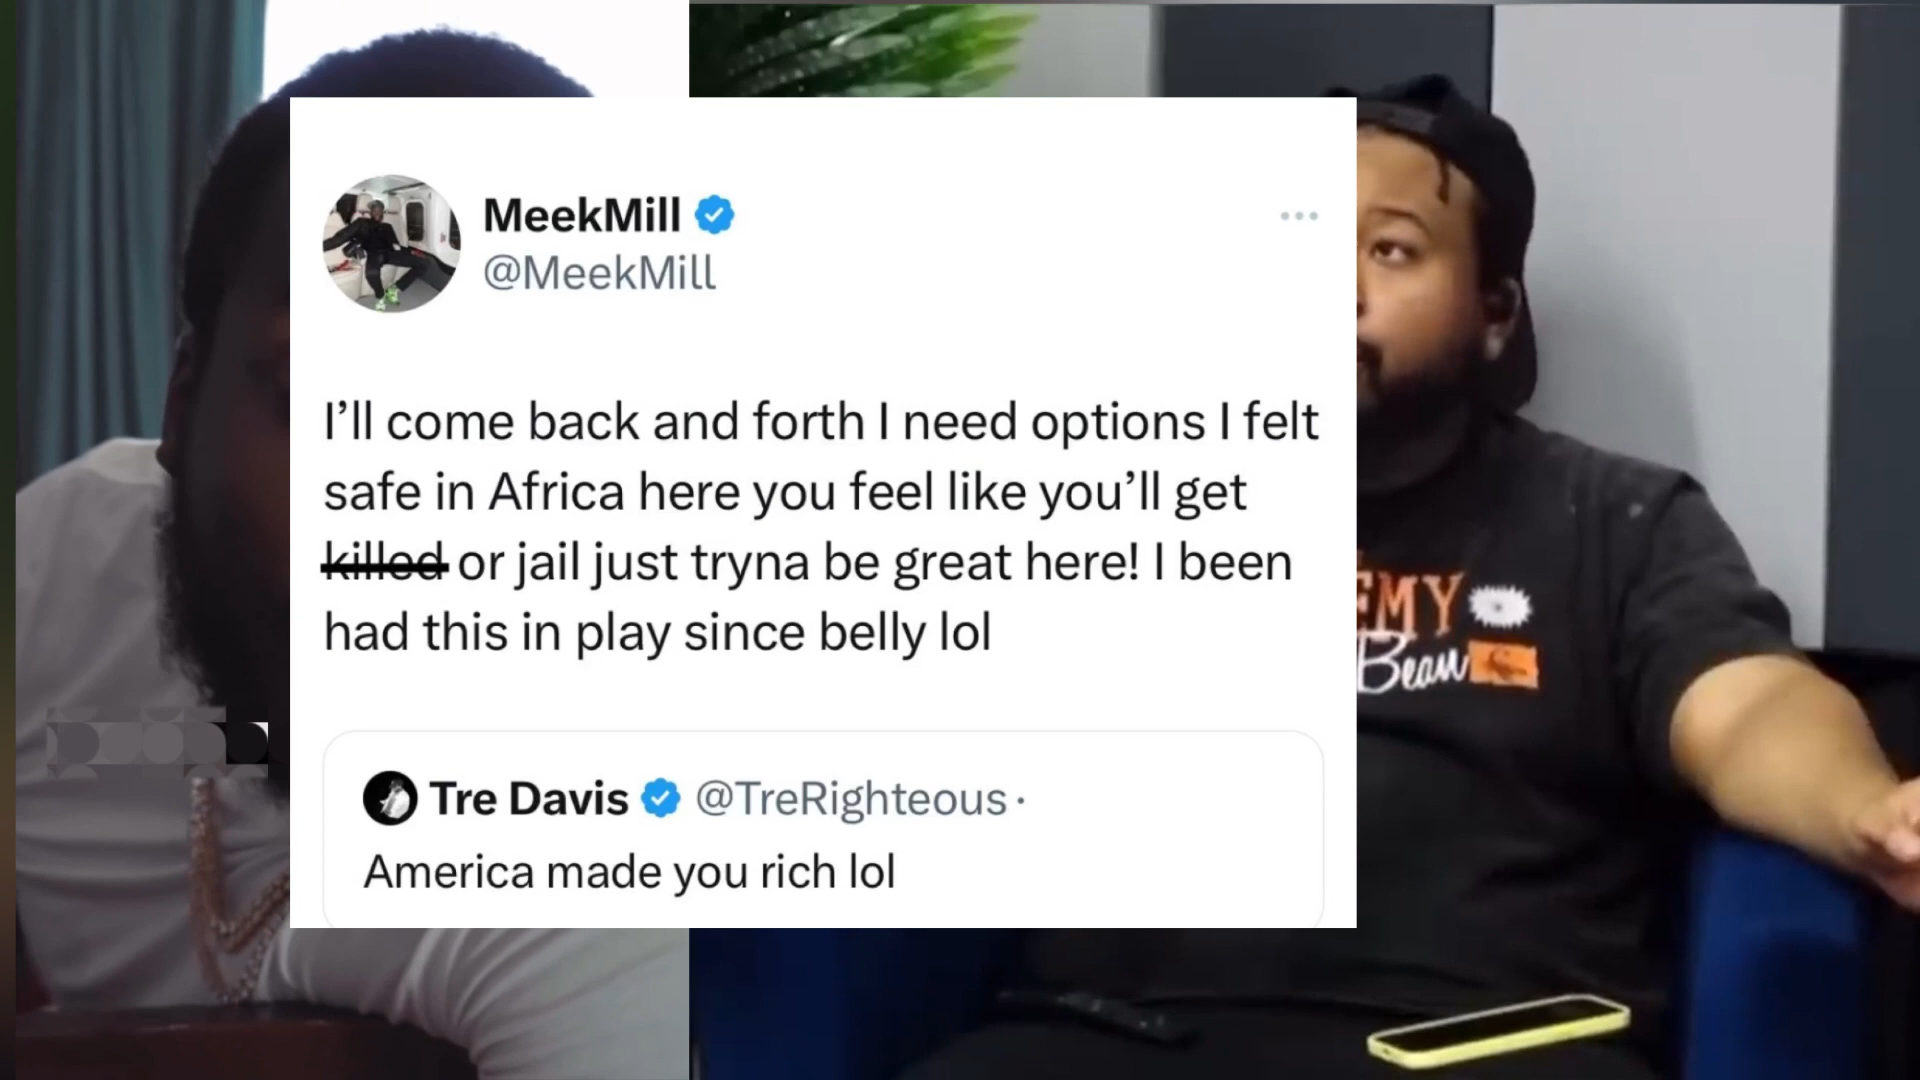 MeekMill
@MeekMill
I’ll come back and forth I need options I felt
safe in Africa here you feel like you’ll get
killed or jail just tryna be great here! I been
had this in play since belly lol
Tre Davis @TreRighteous ·
America made you rich lol
EMY
Bean